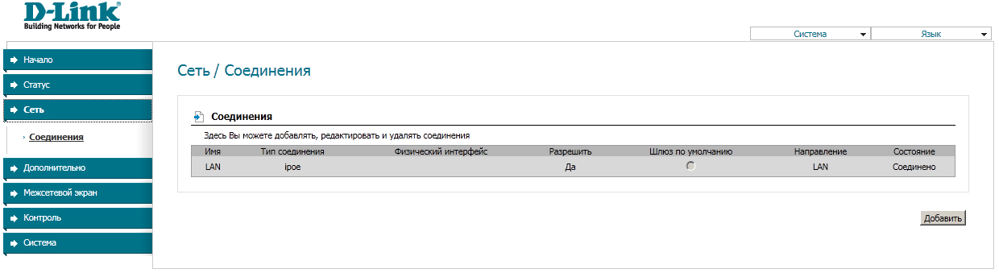 D-Link
Building Networks for People
Система Язык
Начало
Статус
Сеть
Соединения
Дополнительно
Межсетевой экран
Контроль
Система
Сеть / Соединения
Соединения
Здесь Вы можете добавлять, редактировать и удалять соединения
Имя Тип соединения Физический интерфейс Разрешить Шлюз по умолчанию Направление Состояние
LAN ipoe Да LAN Соединено
Добавить